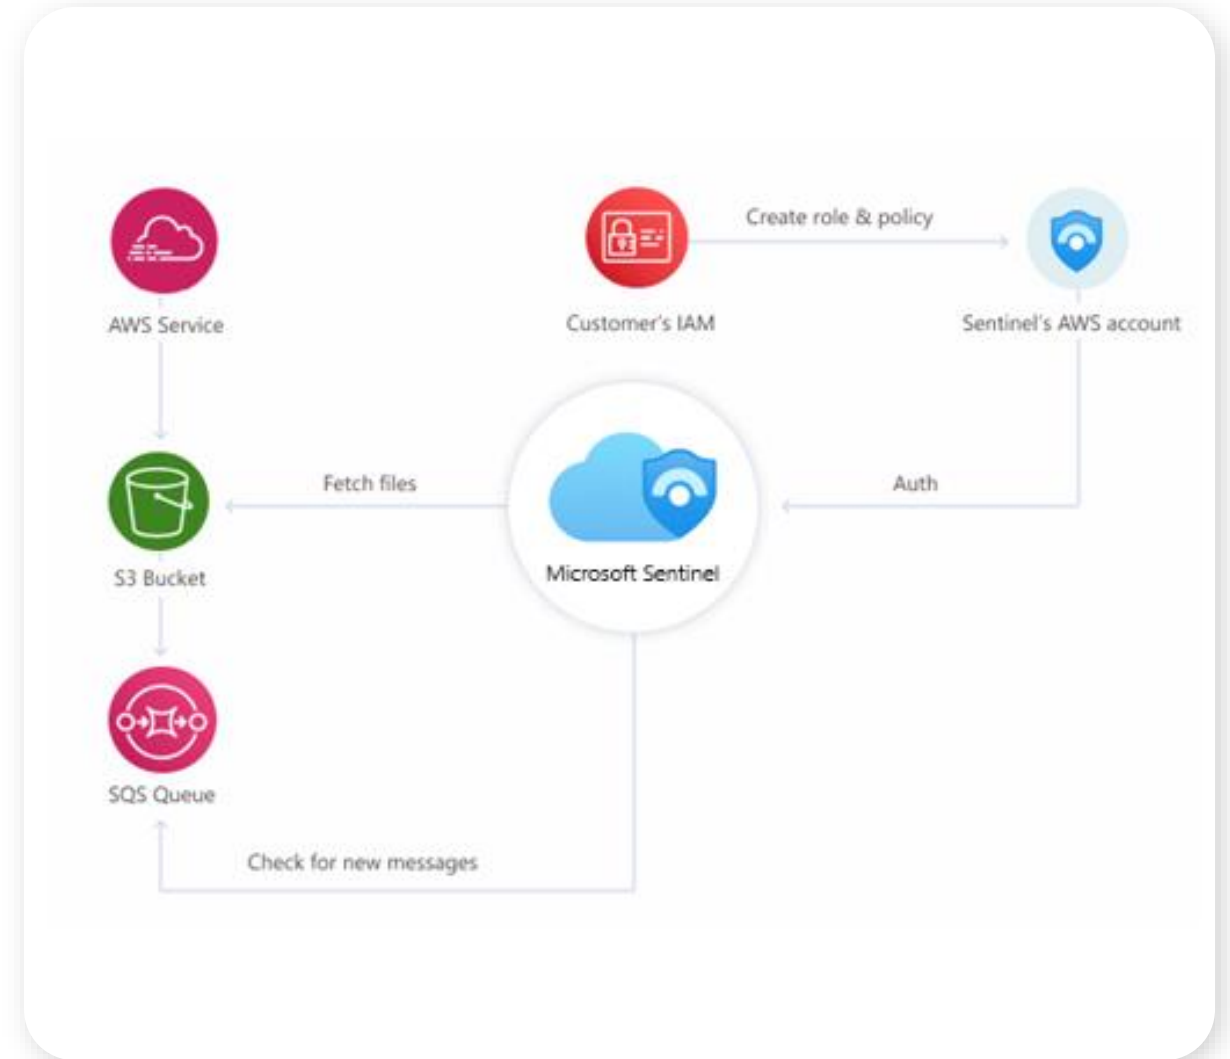 Create role & policy
AWS Service
Customer's IAM
Sentinel's AWS account
Fetch files
Auth
Microsoft Sentinel
S3 Bucket
SQS Queue
Check for new messages